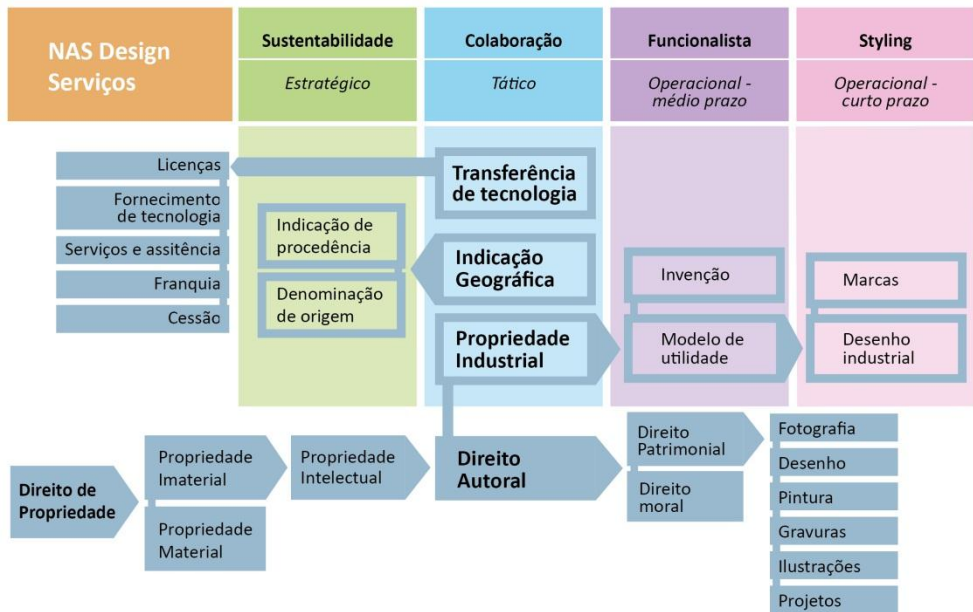 NAS Design
Serviços
Sustentabilidade
Estratégico
Colaboração
Tático
Funcionalista
Operacional -
médio prazo
Styling
Operacional -
curto prazo
Licenças
Fornecimento
de tecnologia
Serviços e assitência
Franquia
Cessão
Indicação de
procedência
Denominação
de origem
Transferência
de tecnologia
Indicação
Geográfica
Propriedade
Industrial
Invenção
Modelo de
utilidade
Marcas
Desenho
industrial
Direito de
Propriedade
Propriedade
Imaterial
Propriedade
Material
Propriedade
Intelectual
Direito
Autoral
Direito
Patrimonial
Direito
moral
Fotografia
Desenho
Pintura
Gravuras
Ilustrações
Projetos